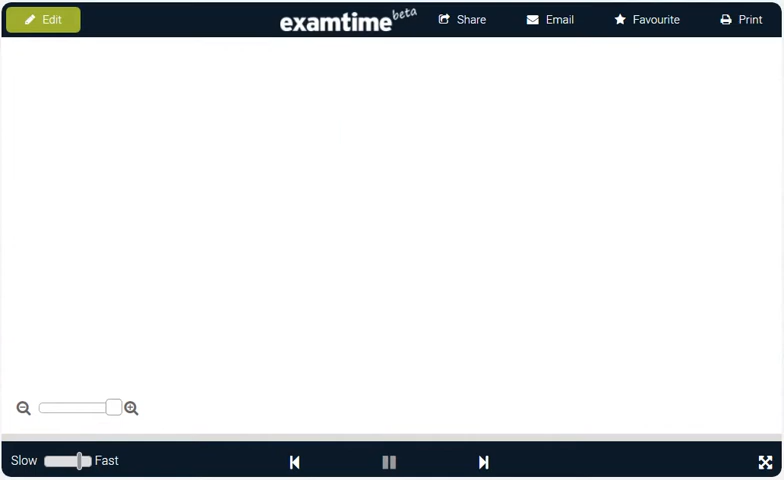 Edit
examtime beta
Share
Email
Favourite
Print
Slow
Fast